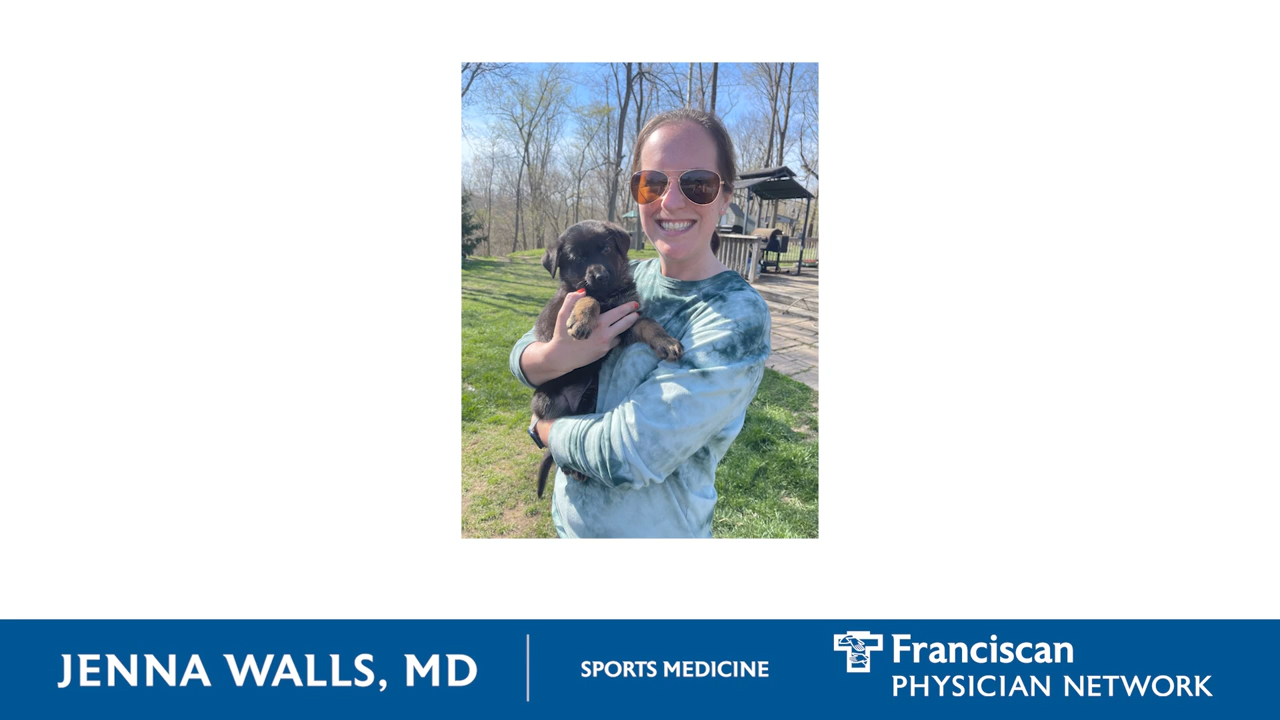 JENNA WALLS, MD
SPORTS MEDICINE
Franciscan
PHYSICIAN NETWORK